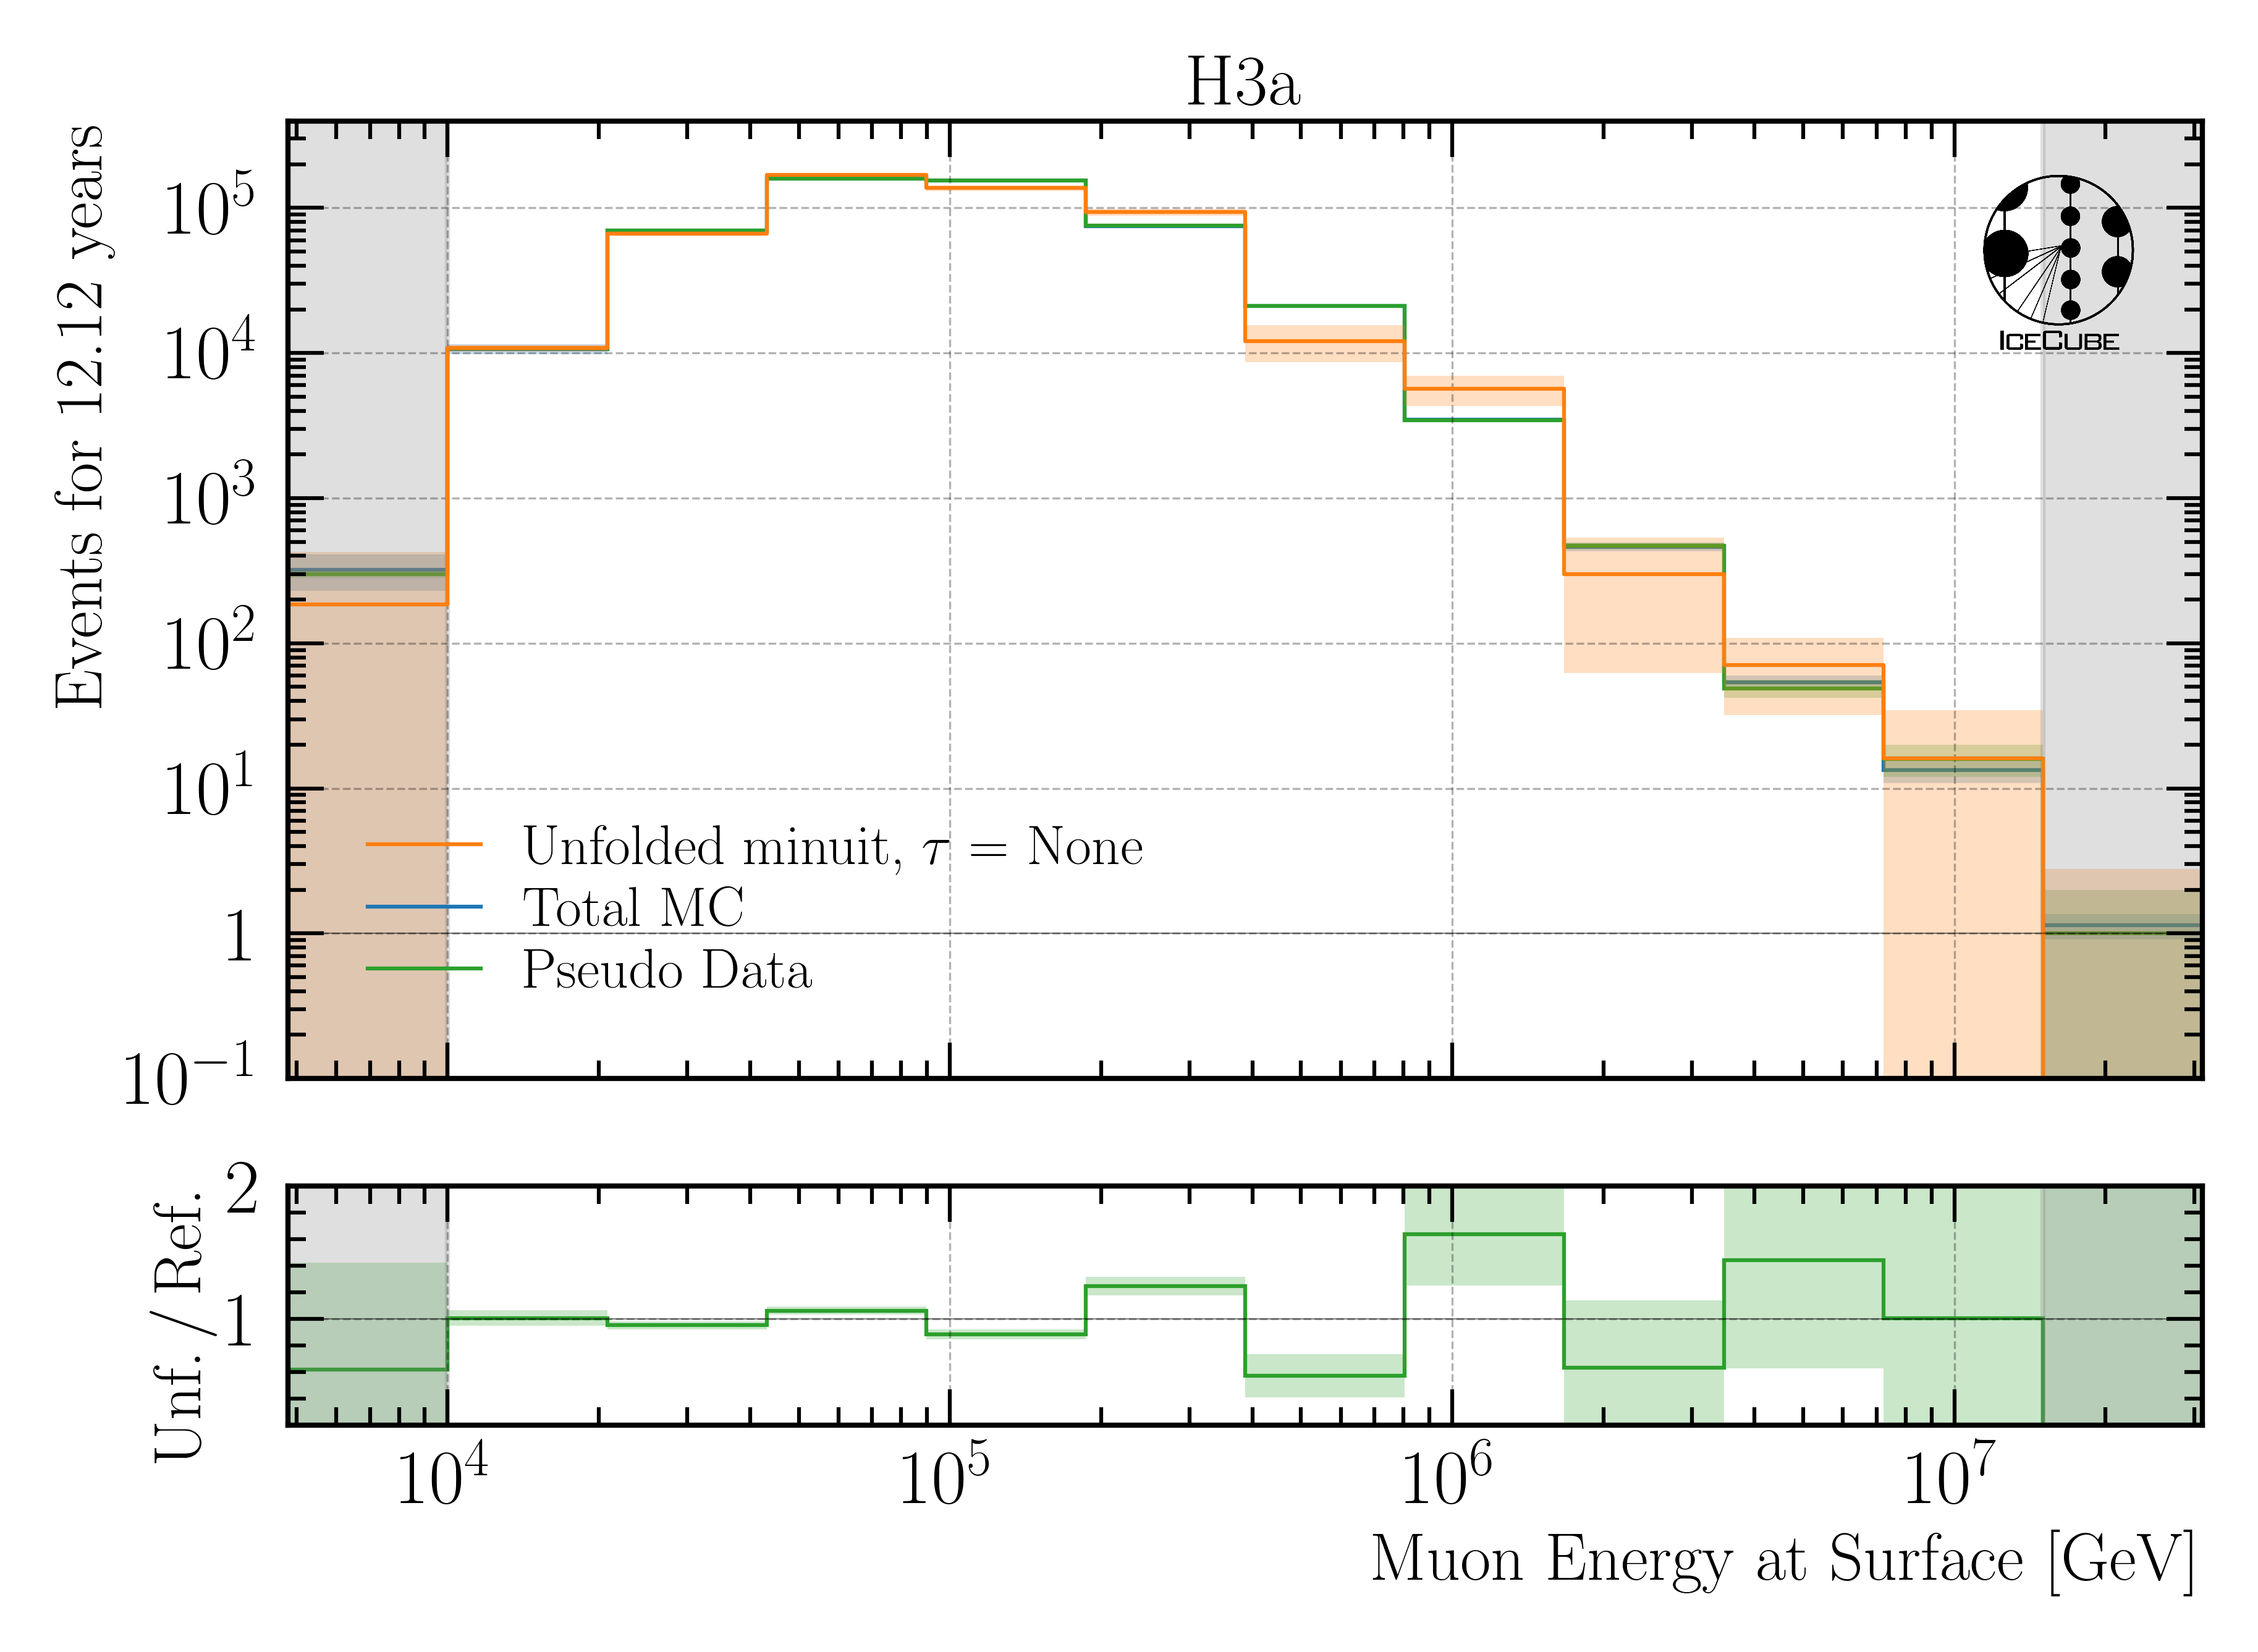 H3a
Events for 12.12 years
10^5
10^4
10^3
10^2
10^1
1
10^−1
IceCube
Unfolded minuit, τ = None
Total MC
Pseudo Data
Unf. / Ref.
2
1
10^4 10^5 10^6 10^7
Muon Energy at Surface [GeV]